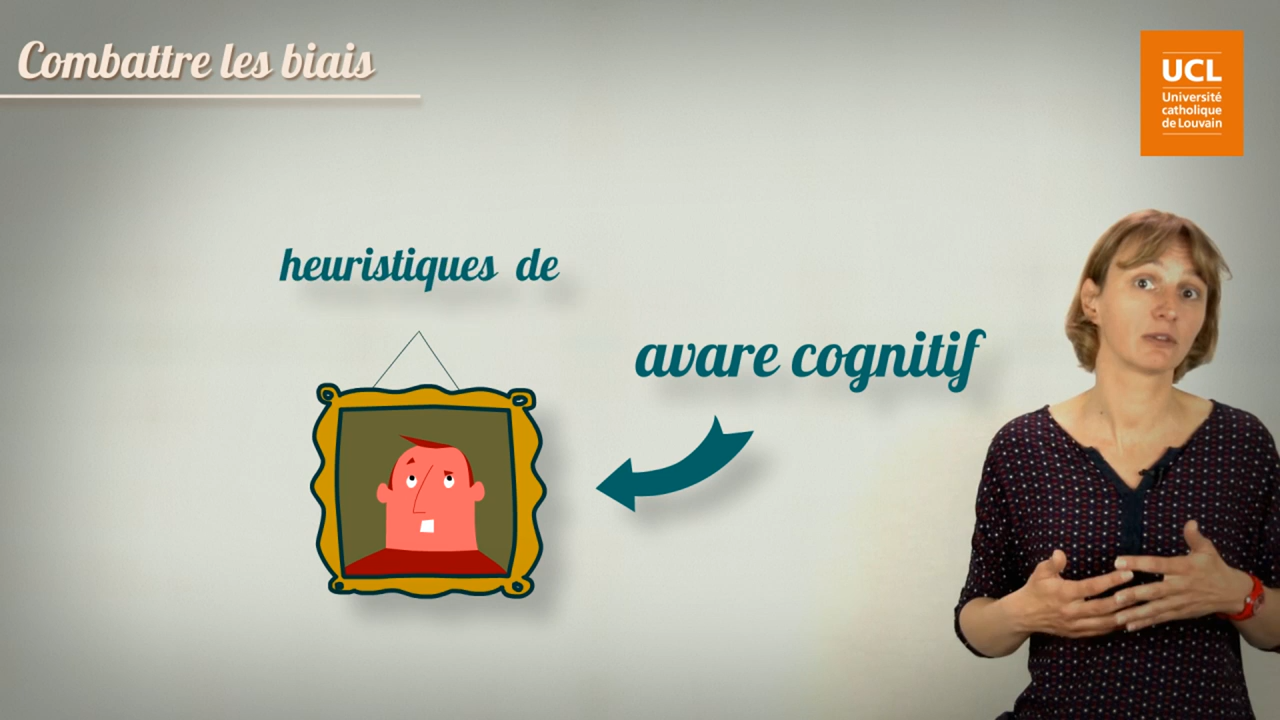 Combattre les biais
UCL
Université
catholique
de Louvain
heuristiques de
avare cognitif